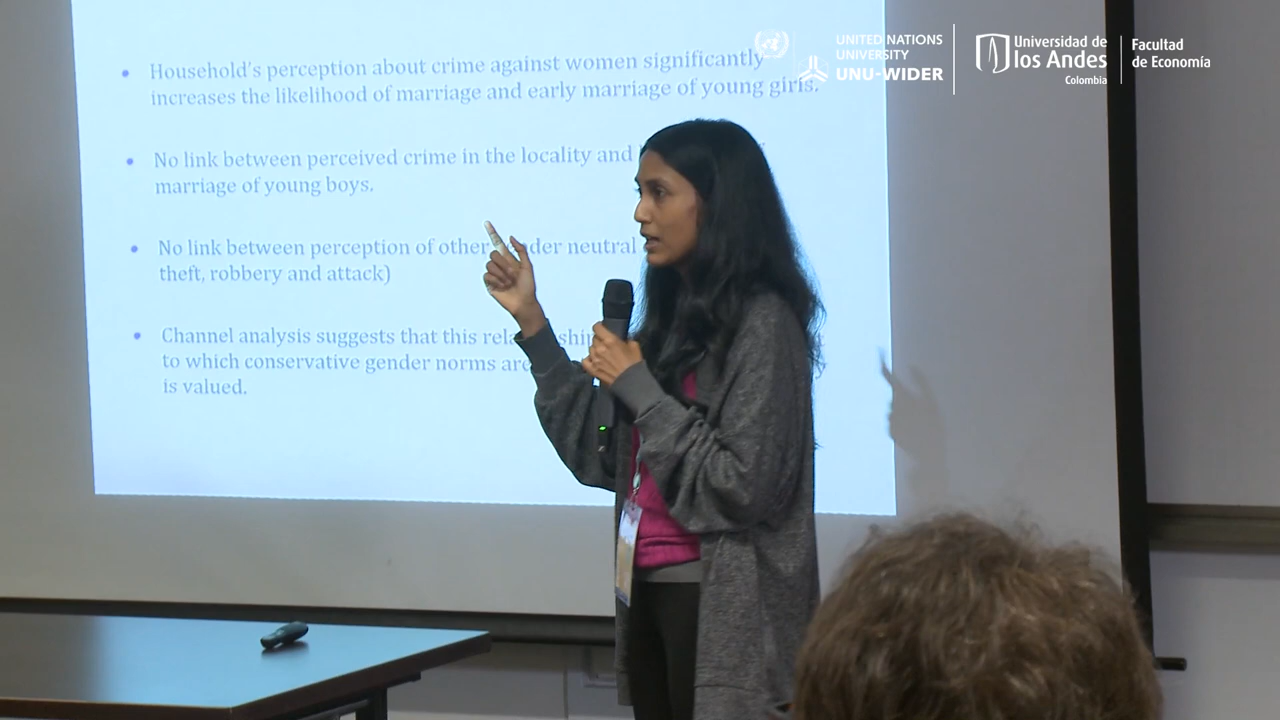 UNITED NATIONS
UNIVERSITY
UNU-WIDER
Universidad de
los Andes
Colombia
Facultad
de Economía
Household's perception about crime against women significantly
increases the likelihood of marriage and early marriage of young girls.
No link between perceived crime in the locality and
marriage of young boys.
No link between perception of other gender neutral
theft, robbery and attack)
Channel analysis suggests that this relationship
to which conservative gender norms are
is valued.